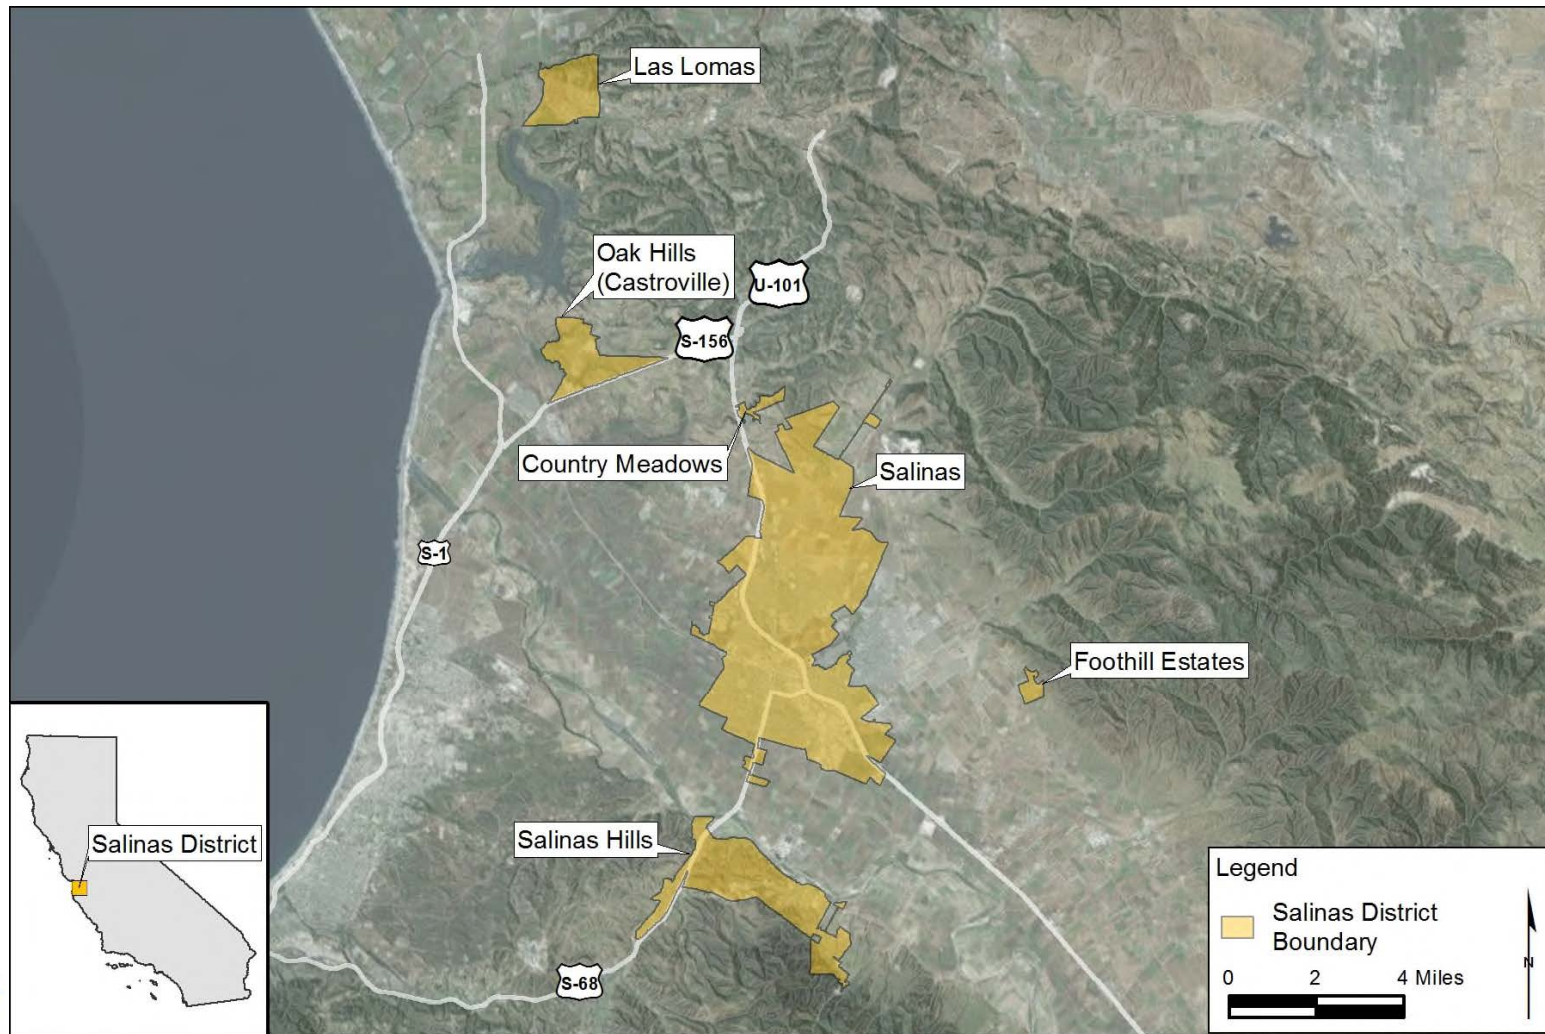 Las Lomas
Oak Hills
(Castroville)
U-101
S-156
Country Meadows
Salinas
S-1
Foothill Estates
Salinas Hills
Salinas District
S-68
Legend
Salinas District
Boundary
0 2 4 Miles
N